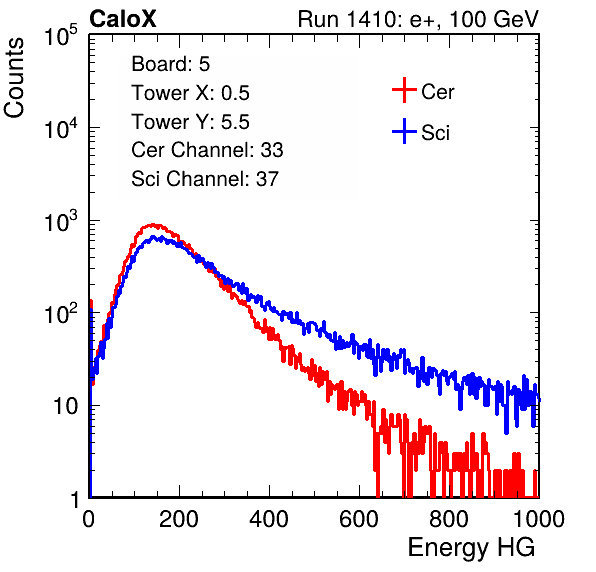 CaloX Run 1410: e+, 100 GeV
Counts
Board: 5
Tower X: 0.5
Tower Y: 5.5
Cer Channel: 33
Sci Channel: 37
Cer
Sci
10^5
10^4
10^3
10^2
10
1
0 200 400 600 800 1000
Energy HG